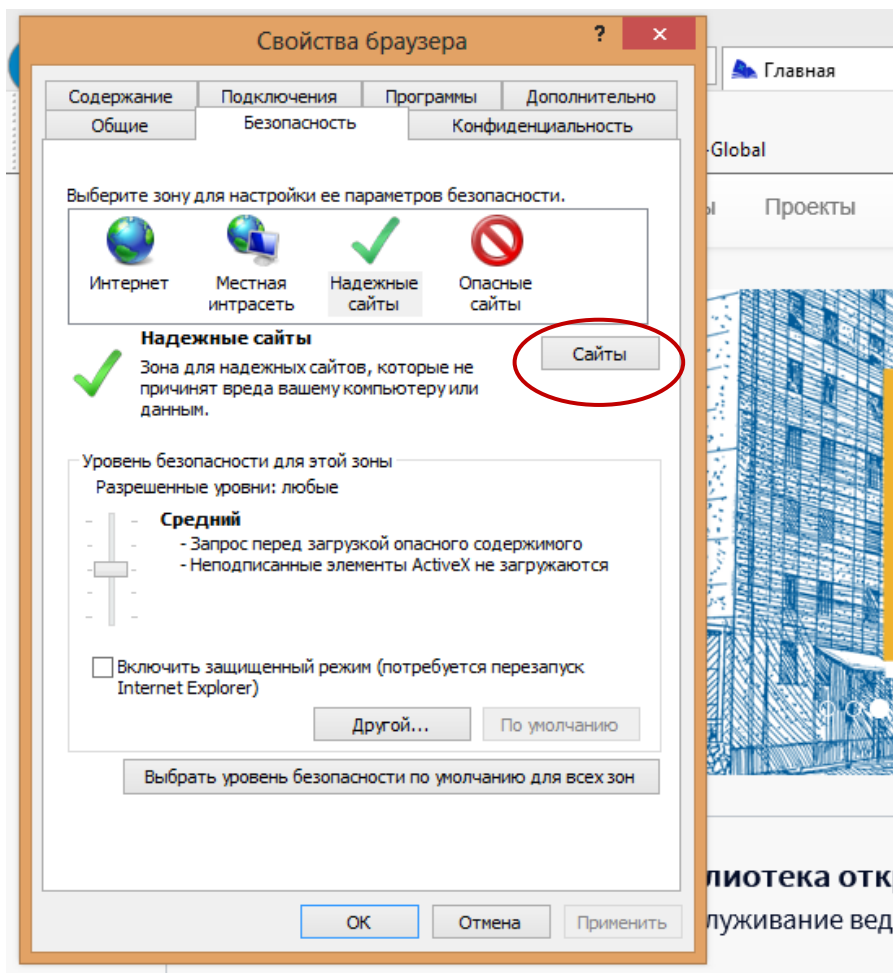 Свойства браузера
?
Главная
Содержание Подключения Программы Дополнительно
Общие Безопасность Конфиденциальность
-Global
Проекты
Выберите зону для настройки ее параметров безопасности.
Интернет
Местная
интрасеть
Надежные
сайты
Опасные
сайты
Надежные сайты
Зона для надежных сайтов, которые не
причинят вреда вашему компьютеру или
данным.
Сайты
Уровень безопасности для этой зоны
Разрешенные уровни: любые
Средний
- Запрос перед загрузкой опасного содержимого
- Неподписанные элементы ActiveX не загружаются
Включить защищенный режим (потребуется перезапуск
Internet Explorer)
Другой... По умолчанию
Выбрать уровень безопасности по умолчанию для всех зон
лиотека отк
луживание вед
OK Отмена Применить